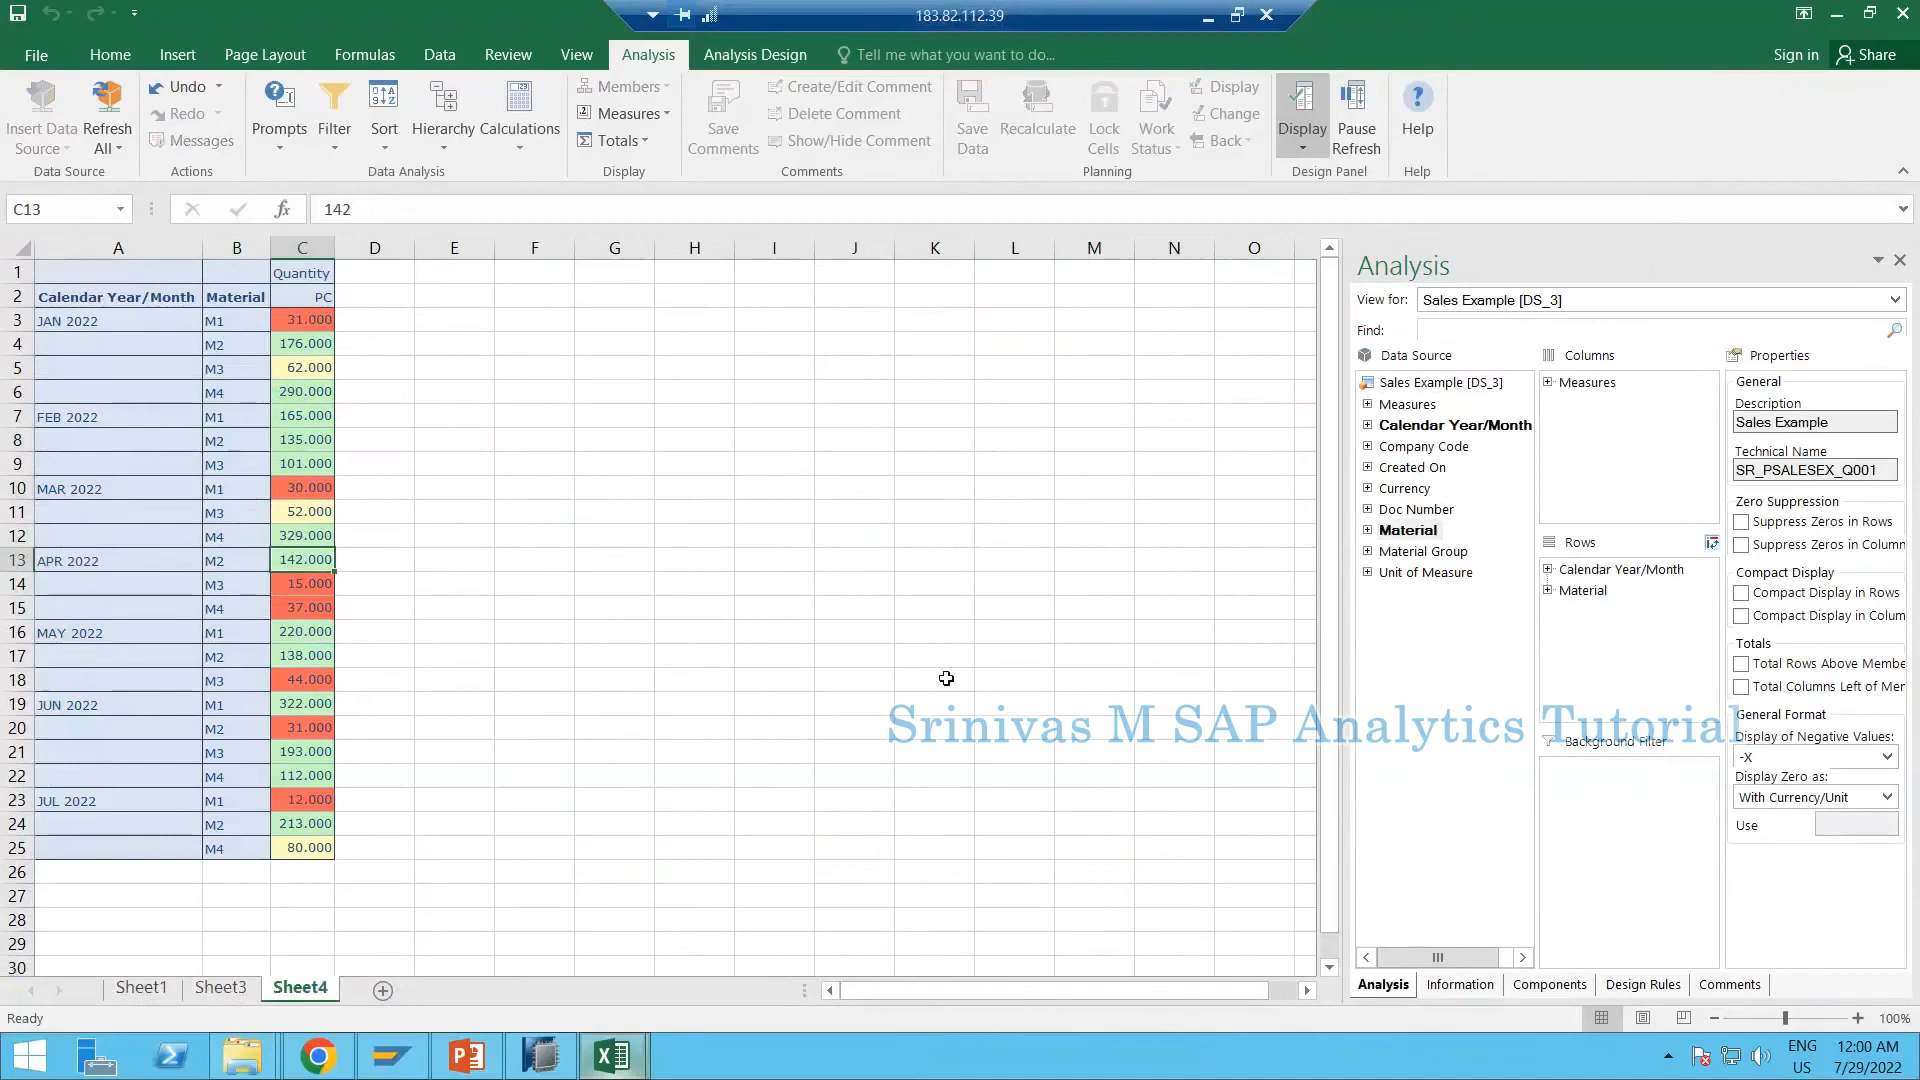 183.82.112.39
File Home Insert Page Layout Formulas Data Review View Analysis Analysis Design Tell me what you want to do... Sign in Share
Insert Data Source
Refresh All
Data Source
Undo
Redo
Messages
Actions
Prompts
Filter
Sort
Hierarchy
Calculations
Data Analysis
Members
Measures
Totals
Display
Save Comments
Create/Edit Comment
Delete Comment
Show/Hide Comment
Comments
Save Data
Recalculate
Lock Cells
Work Status
Display
Change
Back
Planning
Display
Pause Refresh
Design Panel
Help
Help
C13 fx 142
A B C D E F G H I J K L M N O
1 Quantity
2 Calendar Year/Month Material PC
3 JAN 2022 M1 31.000
4 M2 176.000
5 M3 62.000
6 M4 290.000
7 FEB 2022 M1 165.000
8 M2 135.000
9 M3 101.000
10 MAR 2022 M1 30.000
11 M3 52.000
12 M4 329.000
13 APR 2022 M2 142.000
14 M3 15.000
15 M4 37.000
16 MAY 2022 M1 220.000
17 M2 138.000
18 M3 44.000
19 JUN 2022 M1 322.000
20 M2 31.000
21 M3 193.000
22 M4 112.000
23 JUL 2022 M1 12.000
24 M2 213.000
25 M4 80.000
26
27
28
29
30
Srinivas M SAP Analytics Tutorial
Analysis
View for: Sales Example [DS_3]
Find:
Data Source
Sales Example [DS_3]
Measures
Calendar Year/Month
Company Code
Created On
Currency
Doc Number
Material
Material Group
Unit of Measure
Columns
Measures
Rows
Calendar Year/Month
Material
Background Filter
Properties
General
Description
Sales Example
Technical Name
SR_PSALESEX_Q001
Zero Suppression
Suppress Zeros in Rows
Suppress Zeros in Column
Compact Display
Compact Display in Rows
Compact Display in Colum
Totals
Total Rows Above Membe
Total Columns Left of Mer
General Format
Display of Negative Values:
-X
Display Zero as:
With Currency/Unit
Use
Analysis Information Components Design Rules Comments
Sheet1 Sheet3 Sheet4
Ready
100%
ENG US
12:00 AM
7/29/2022